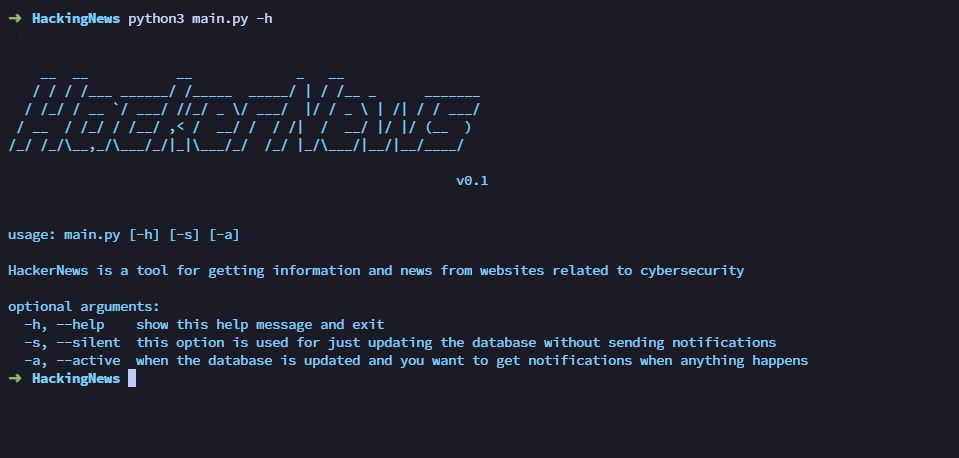 ➜ HackingNews python3 main.py -h
HackerNews
v0.1
usage: main.py [-h] [-s] [-a]
HackerNews is a tool for getting information and news from websites related to cybersecurity
optional arguments:
-h, --help show this help message and exit
-s, --silent this option is used for just updating the database without sending notifications
-a, --active when the database is updated and you want to get notifications when anything happens
➜ HackingNews